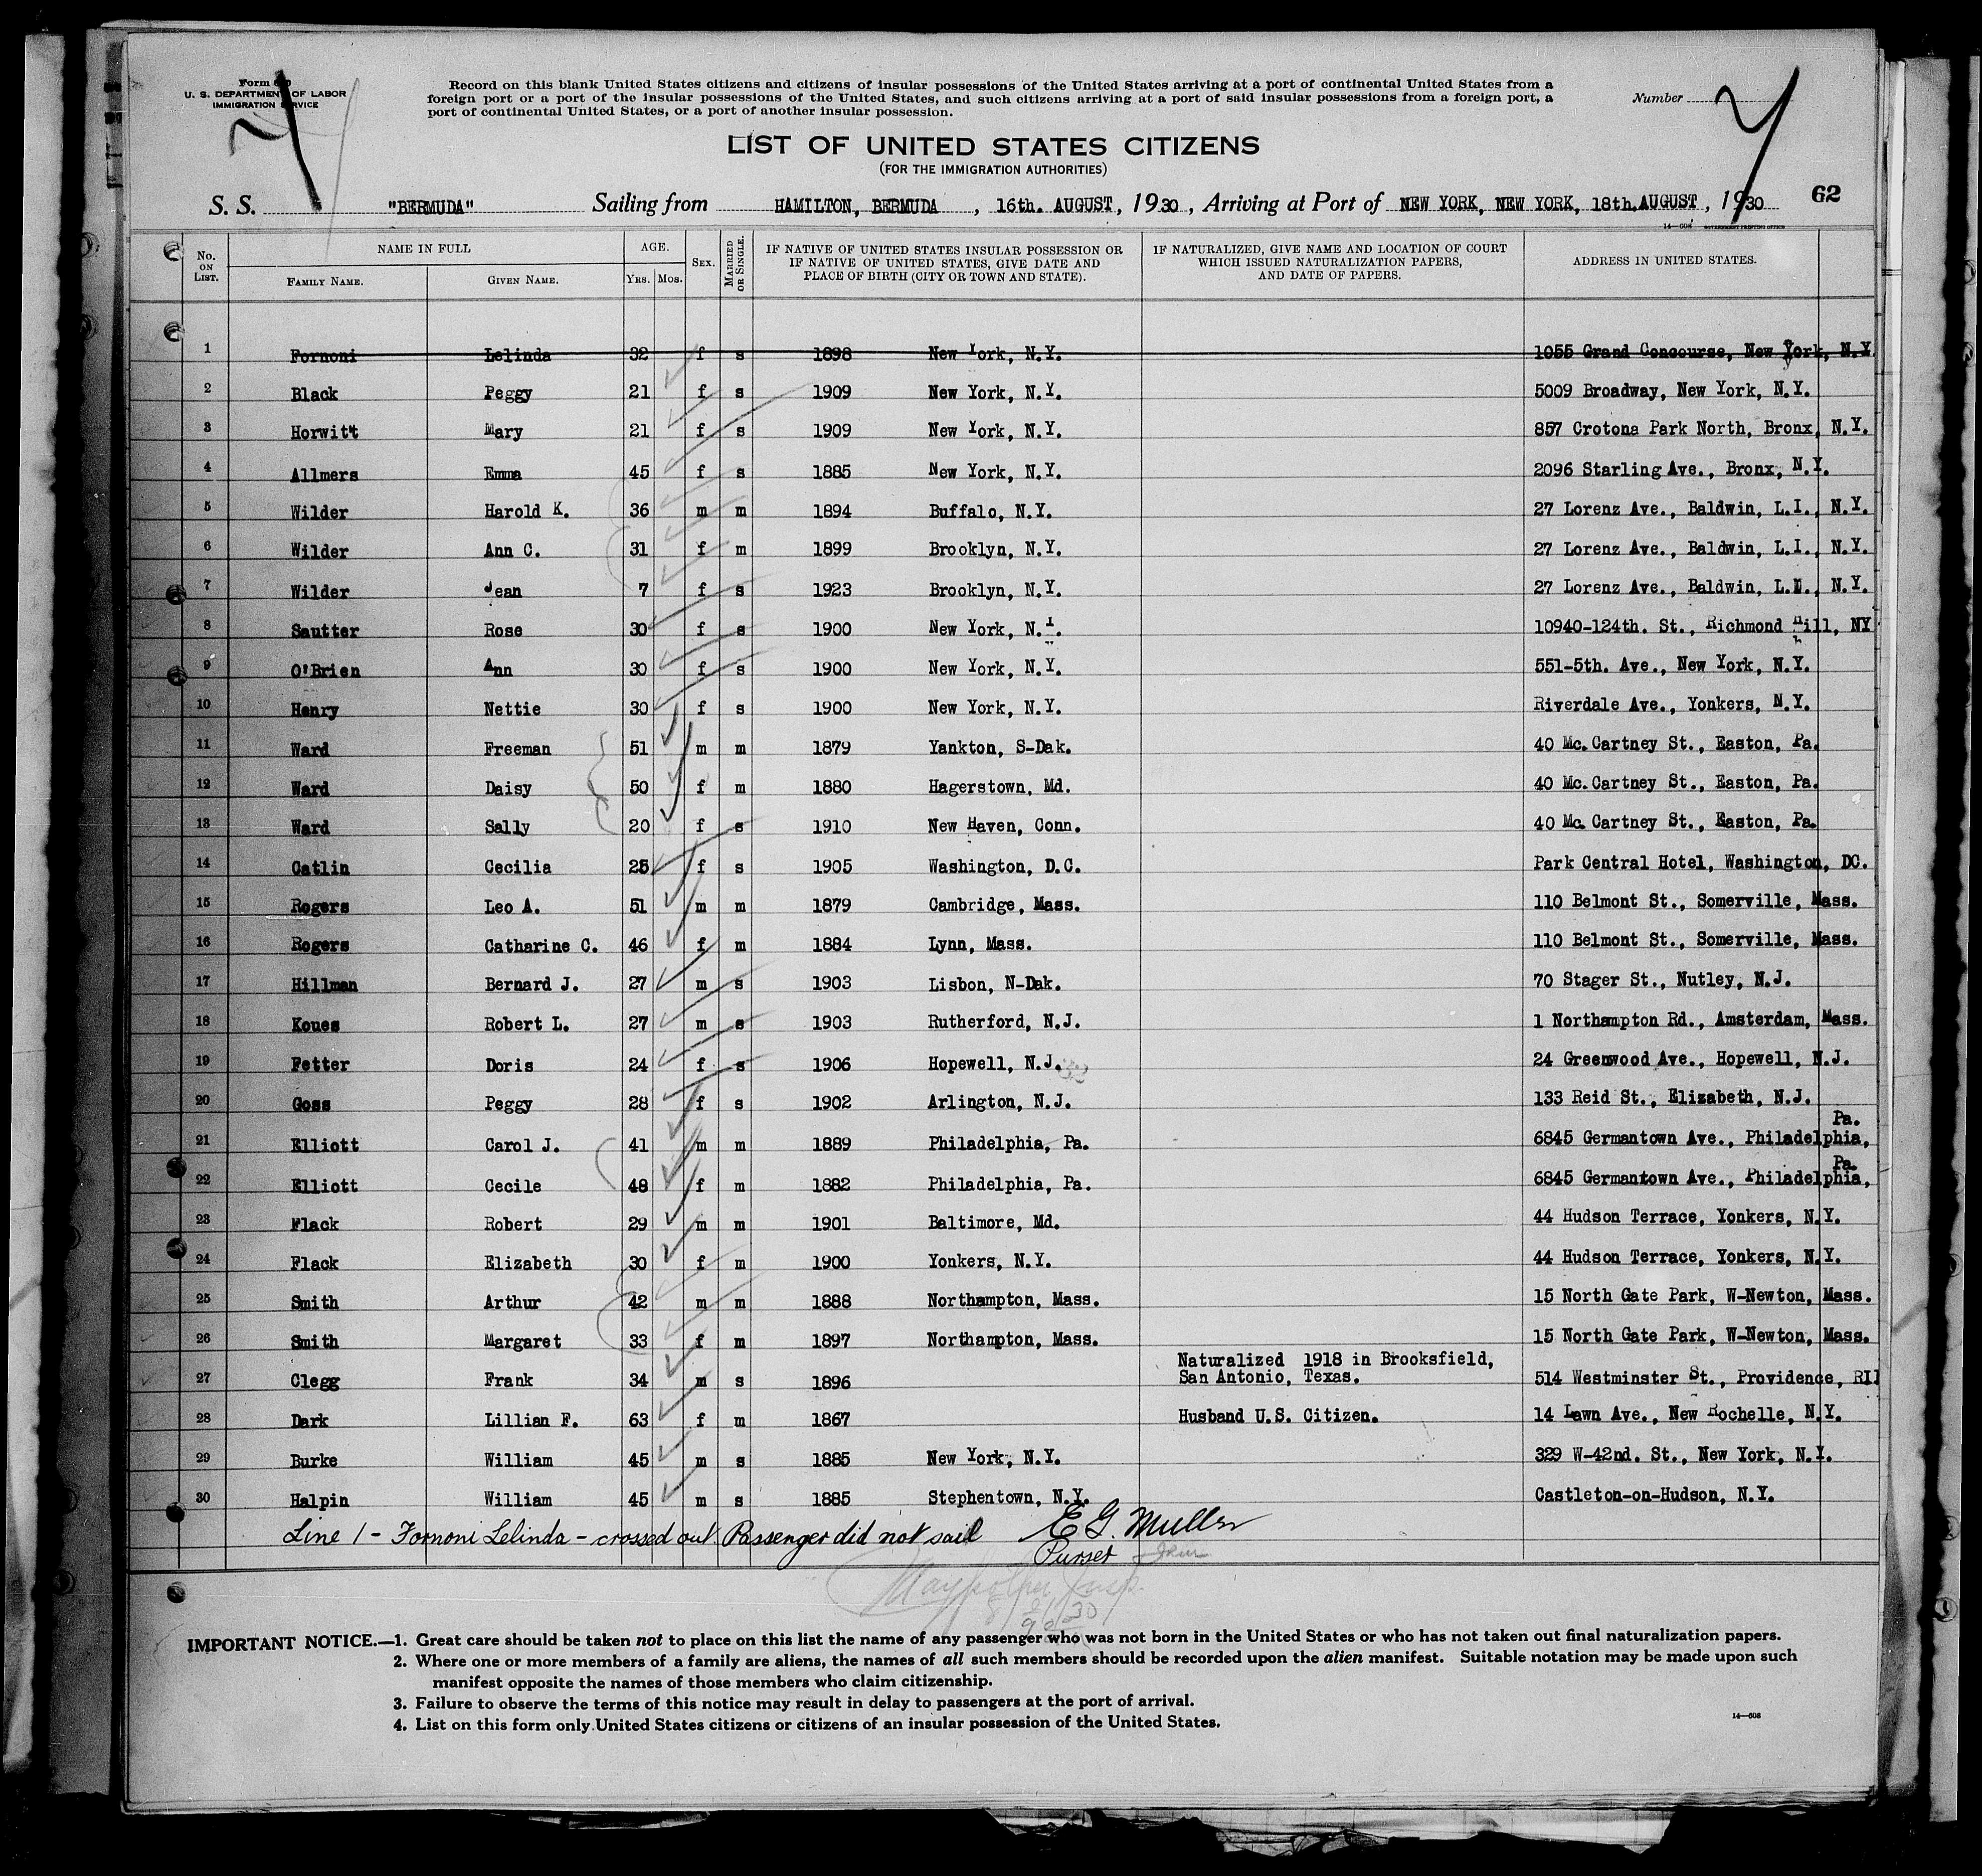 Form 630
U. S. DEPARTMENT OF LABOR
IMMIGRATION SERVICE
Record on this blank United States citizens and citizens of insular possessions of the United States arriving at a port of continental United States from a
foreign port or a port of the insular possessions of the United States, and such citizens arriving at a port of said insular possessions from a foreign port, a
port of continental United States, or a port of another insular possession.
Number
LIST OF UNITED STATES CITIZENS
(FOR THE IMMIGRATION AUTHORITIES)
S. S. "BERMUDA" Sailing from HAMILTON, BERMUDA, 16th. AUGUST, 1930, Arriving at Port of NEW YORK, NEW YORK, 18th. AUGUST, 1930 62
14—608 GOVERNMENT PRINTING OFFICE
No. ON LIST. NAME IN FULL FAMILY NAME. GIVEN NAME. AGE. YRS. MOS. SEX. MARRIED OR SINGLE. IF NATIVE OF UNITED STATES INSULAR POSSESSION OR IF NATIVE OF UNITED STATES, GIVE DATE AND PLACE OF BIRTH (CITY OR TOWN AND STATE). IF NATURALIZED, GIVE NAME AND LOCATION OF COURT WHICH ISSUED NATURALIZATION PAPERS, AND DATE OF PAPERS. ADDRESS IN UNITED STATES.
1 Fornoni Lelinda 32 f s 1898 New York, N.Y. 1055 Grand Concourse, New York, N.Y.
2 Black Peggy 21 f s 1909 New York, N.Y. 5009 Broadway, New York, N.Y.
3 Horwitt Mary 21 f s 1909 New York, N.Y. 857 Crotona Park North, Bronx, N.Y.
4 Allmers Emma 45 f s 1885 New York, N.Y. 2096 Starling Ave., Bronx, N.Y.
5 Wilder Harold K. 36 m m 1894 Buffalo, N.Y. 27 Lorenz Ave., Baldwin, L.I., N.Y.
6 Wilder Ann C. 31 f m 1899 Brooklyn, N.Y. 27 Lorenz Ave., Baldwin, L.I., N.Y.
7 Wilder Jean 7 f s 1923 Brooklyn, N.Y. 27 Lorenz Ave., Baldwin, L.I., N.Y.
8 Sautter Rose 30 f s 1900 New York, N.Y. 10940-124th. St., Richmond Hill, NY
9 O'Brien Ann 30 f s 1900 New York, N.Y. 551-5th. Ave., New York, N.Y.
10 Henry Nettie 30 f s 1900 New York, N.Y. Riverdale Ave., Yonkers, N.Y.
11 Ward Freeman 51 m m 1879 Yankton, S-Dak. 40 Mc. Cartney St., Easton, Pa.
12 Ward Daisy 50 f m 1880 Hagerstown, Md. 40 Mc. Cartney St., Easton, Pa.
13 Ward Sally 20 f s 1910 New Haven, Conn. 40 Mc. Cartney St., Easton, Pa.
14 Catlin Cecilia 25 f s 1905 Washington, D.C. Park Central Hotel, Washington, DC.
15 Rogers Leo A. 51 m m 1879 Cambridge, Mass. 110 Belmont St., Somerville, Mass.
16 Rogers Catharine C. 46 f m 1884 Lynn, Mass. 110 Belmont St., Somerville, Mass.
17 Hillman Bernard J. 27 m s 1903 Lisbon, N-Dak. 70 Stager St., Nutley, N.J.
18 Koues Robert L. 27 m s 1903 Rutherford, N.J. 1 Northampton Rd., Amsterdam, Mass.
19 Fetter Doris 24 f s 1906 Hopewell, N.J. 24 Greenwood Ave., Hopewell, N.J.
20 Goss Peggy 28 f s 1902 Arlington, N.J. 133 Reid St., Elizabeth, N.J.
21 Elliott Carol J. 41 m m 1889 Philadelphia, Pa. 6845 Germantown Ave., Philadelphia, Pa.
22 Elliott Cecile 48 f m 1882 Philadelphia, Pa. 6845 Germantown Ave., Philadelphia, Pa.
23 Flack Robert 29 m m 1901 Baltimore, Md. 44 Hudson Terrace, Yonkers, N.Y.
24 Flack Elizabeth 30 f m 1900 Yonkers, N.Y. 44 Hudson Terrace, Yonkers, N.Y.
25 Smith Arthur 42 m m 1888 Northampton, Mass. 15 North Gate Park, W-Newton, Mass.
26 Smith Margaret 33 f m 1897 Northampton, Mass. 15 North Gate Park, W-Newton, Mass.
27 Clegg Frank 34 m s 1896 Naturalized 1918 in Brooksfield, San Antonio, Texas. 514 Westminster St., Providence, RI
28 Dark Lillian F. 63 f m 1867 Husband U.S. Citizen. 14 Lawn Ave., New Rochelle, N.Y.
29 Burke William 45 m s 1885 New York, N.Y. 329 W-42nd. St., New York, N.Y.
30 Halpin William 45 m s 1885 Stephentown, N.Y. Castleton-on-Hudson, N.Y.
Line 1 - Fornoni Lelinda - crossed out Passenger did not sail E G. Muller
Purser
IMPORTANT NOTICE.—1. Great care should be taken not to place on this list the name of any passenger who was not born in the United States or who has not taken out final naturalization papers.
2. Where one or more members of a family are aliens, the names of all such members should be recorded upon the alien manifest. Suitable notation may be made upon such
manifest opposite the names of those members who claim citizenship.
3. Failure to observe the terms of this notice may result in delay to passengers at the port of arrival.
4. List on this form only United States citizens or citizens of an insular possession of the United States.
14—608